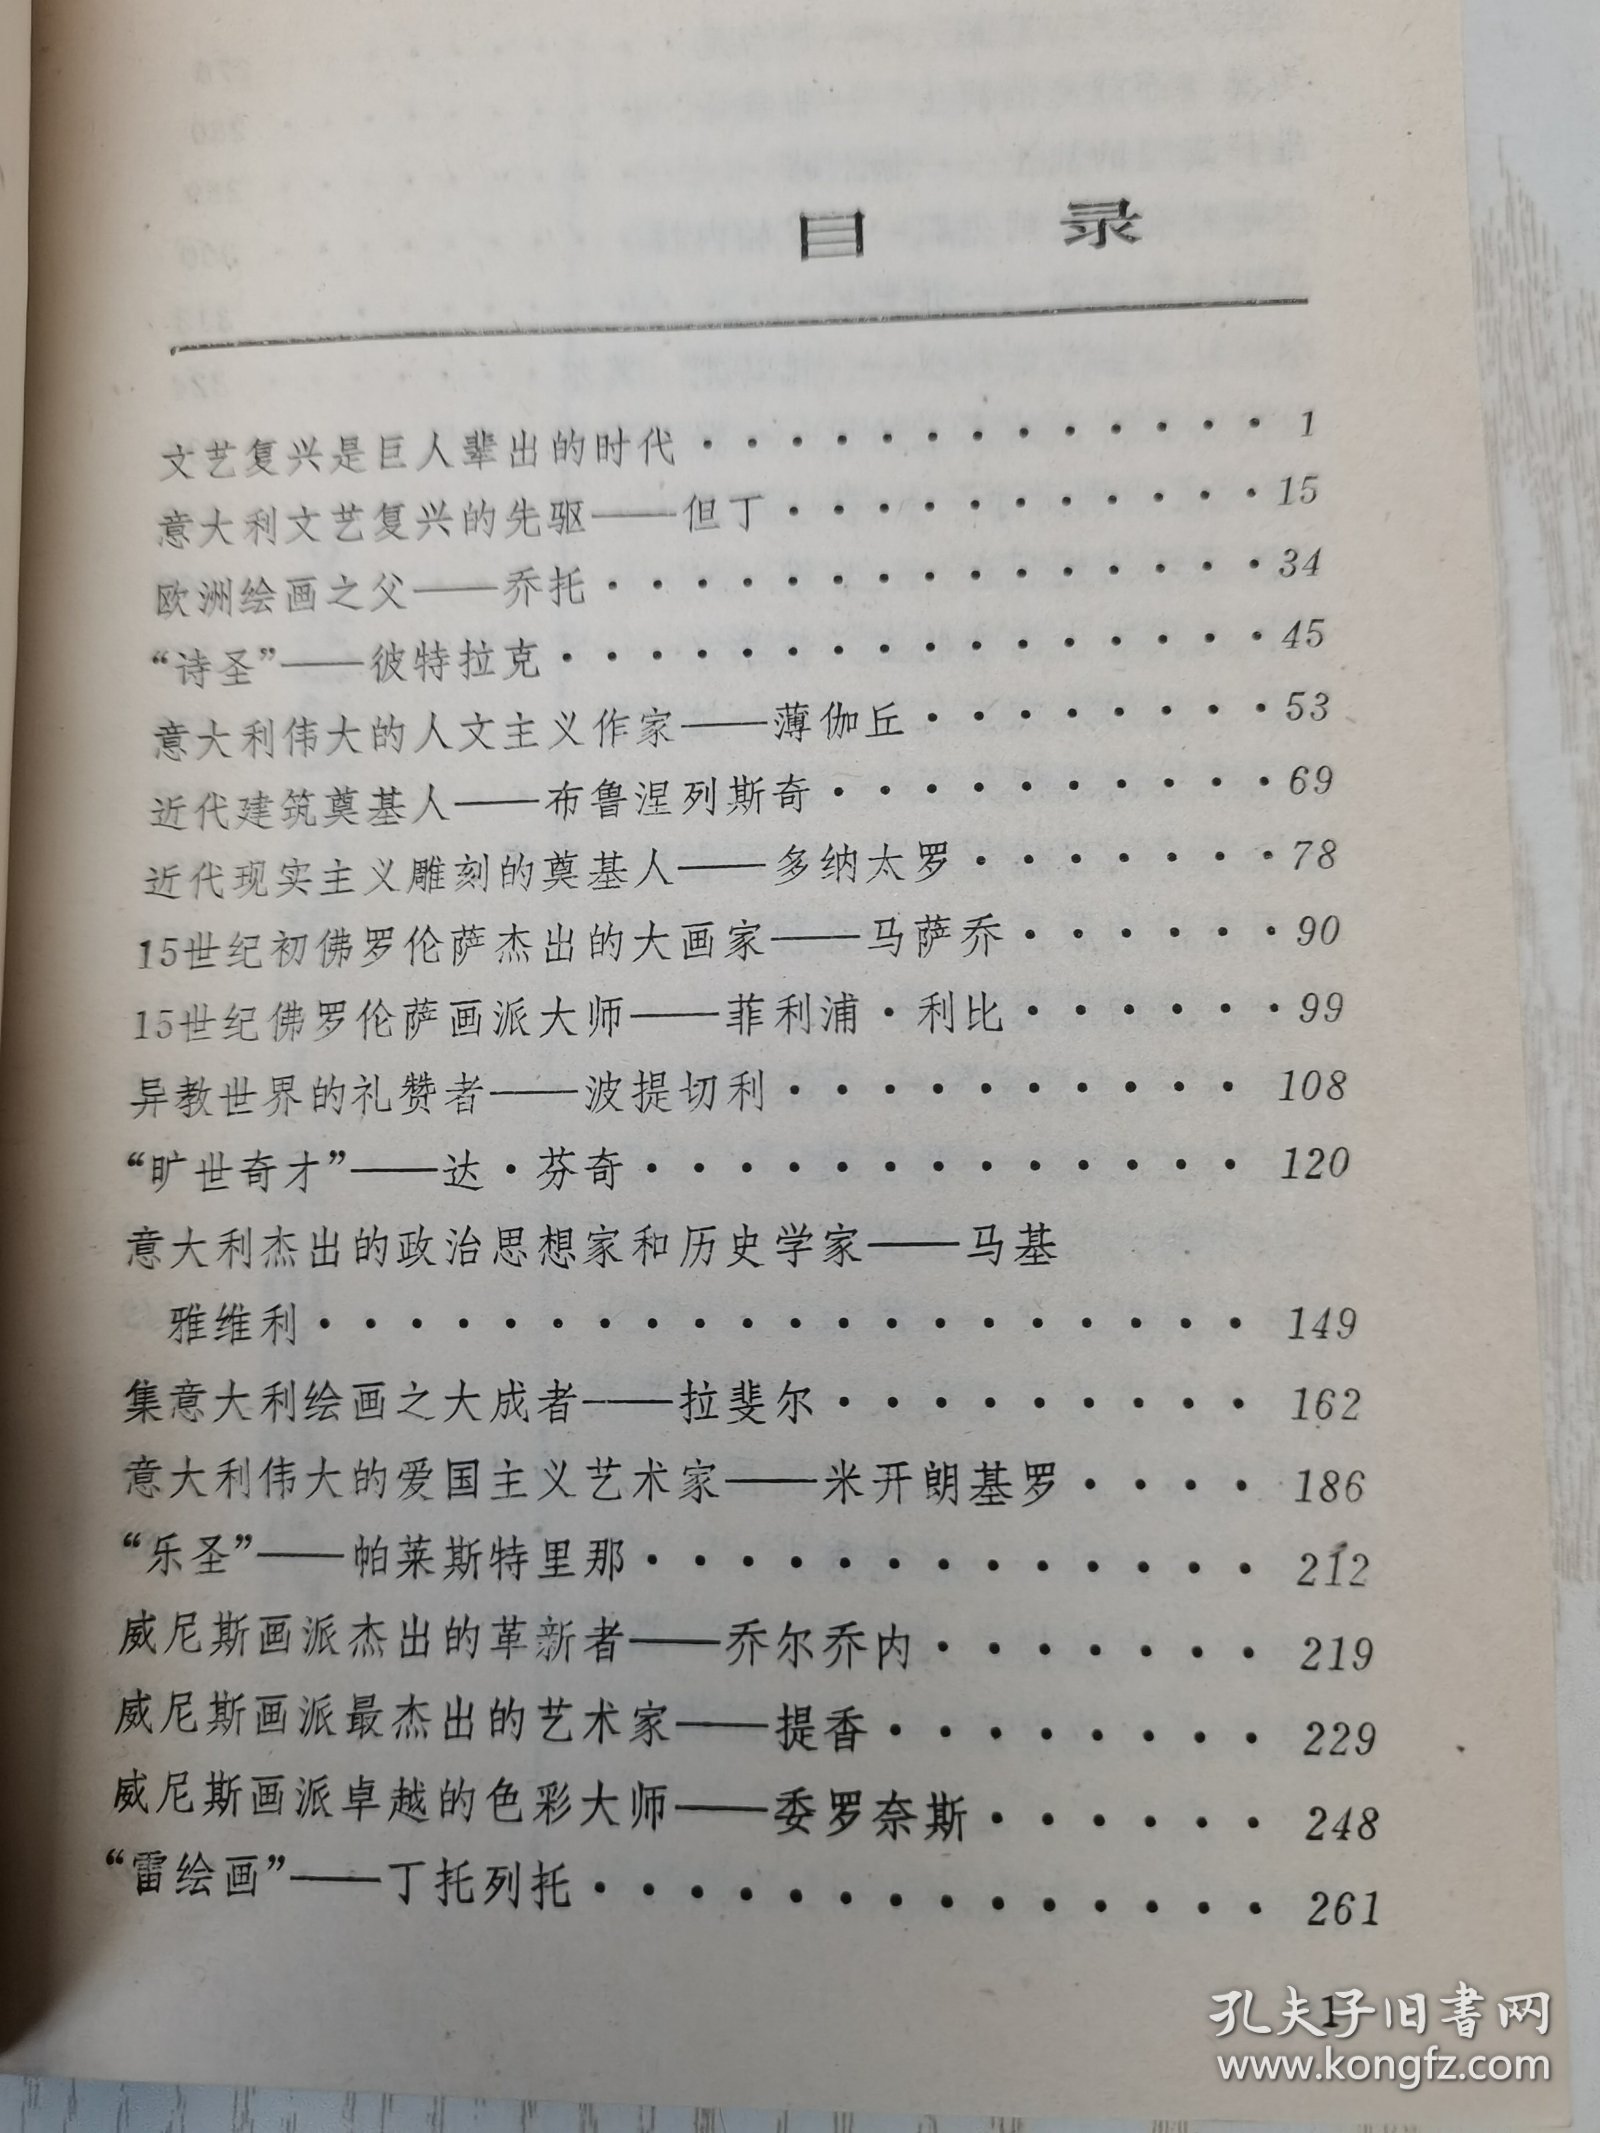 目 录
文艺复兴是巨人辈出的时代·············1
意大利文艺复兴的先驱——但丁···········15
欧洲绘画之父——乔托···············34
“诗圣”——彼特拉克················45
意大利伟大的人文主义作家——薄伽丘········53
近代建筑奠基人——布鲁涅列斯奇··········69
近代现实主义雕刻的奠基人——多纳太罗·······78
15世纪初佛罗伦萨杰出的大画家——马萨乔······90
15世纪佛罗伦萨画派大师——菲利浦·利比······99
异教世界的礼赞者——波提切利··········108
“旷世奇才”——达·芬奇·············120
意大利杰出的政治思想家和历史学家——马基
雅维利····················149
集意大利绘画之大成者——拉斐尔·········162
意大利伟大的爱国主义艺术家——米开朗基罗····186
“乐圣”——帕莱斯特里那·············212
威尼斯画派杰出的革新者——乔尔乔内·······219
威尼斯画派最杰出的艺术家——提香········229
威尼斯画派卓越的色彩大师——委罗奈斯······248
“雷绘画”——丁托列托··············261
1
孔夫子旧书网
www.kongfz.com